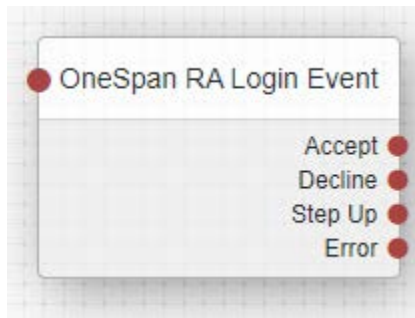 OneSpan RA Login Event
Accept
Decline
Step Up
Error